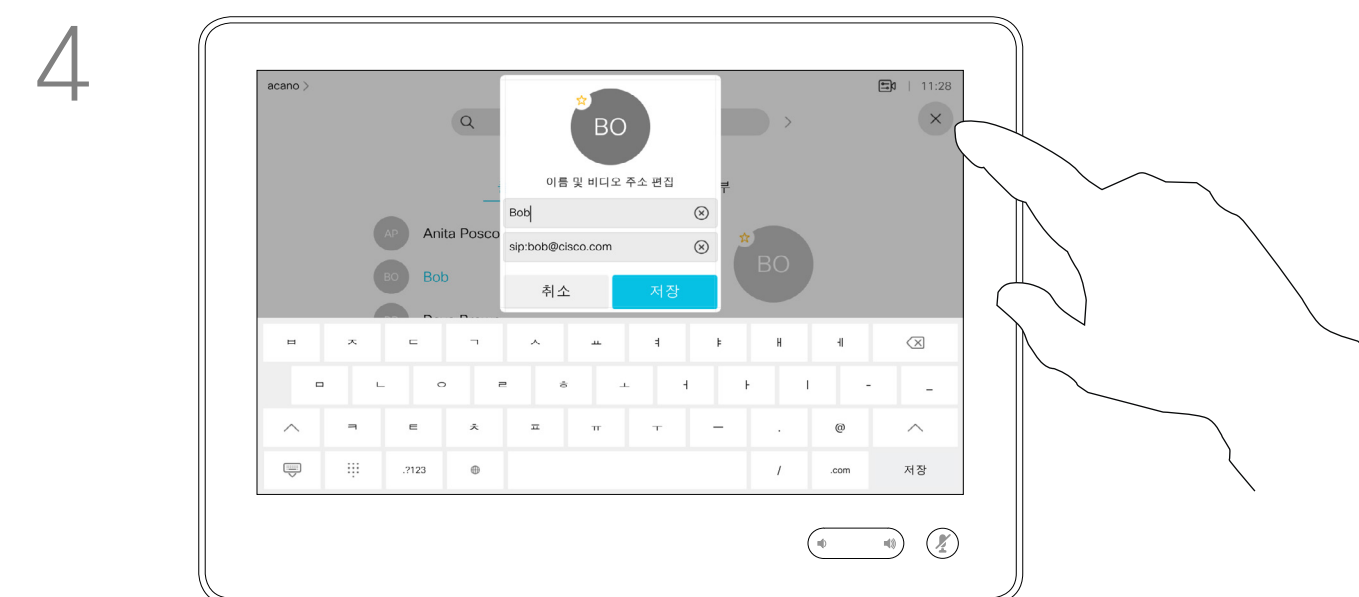 4
acano
11:28
BO
이름 및 비디오 주소 편집
부
Bob
AP Anita Posco
sip:bob@cisco.com
BO
BO Bob
취소 저장
ㅂ ㅈ ㄷ ㄱ ㅅ ㅛ ㅕ ㅑ ㅐ ㅔ
ㅁ ㄴ ㅇ ㄹ ㅎ ㅗ ㅓ ㅏ ㅣ - _
ㅋ ㅌ ㅊ ㅍ ㅠ ㅜ ㅡ . @
.?123 / .com 저장